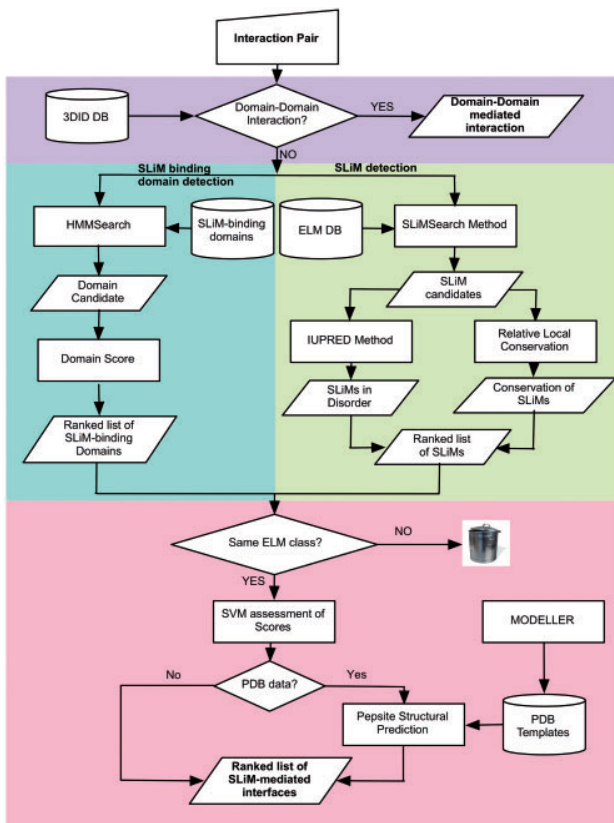 Interaction Pair
3DID DB
Domain-Domain
Interaction?
YES
Domain-Domain
mediated
interaction
NO
SLiM binding
domain detection
SLiM detection
HMMSearch
SLiM-binding
domains
ELM DB
SLiMSearch Method
Domain
Candidate
SLiM
candidates
IUPRED Method
Relative Local
Conservation
Domain Score
SLiMs in
Disorder
Conservation of
SLiMs
Ranked list of
SLiM-binding
Domains
Ranked list
of SLiMs
Same ELM class?
NO
YES
SVM assessment of
Scores
MODELLER
No
PDB data?
Yes
Pepsite Structural
Prediction
PDB
Templates
Ranked list of
SLiM-mediated
interfaces